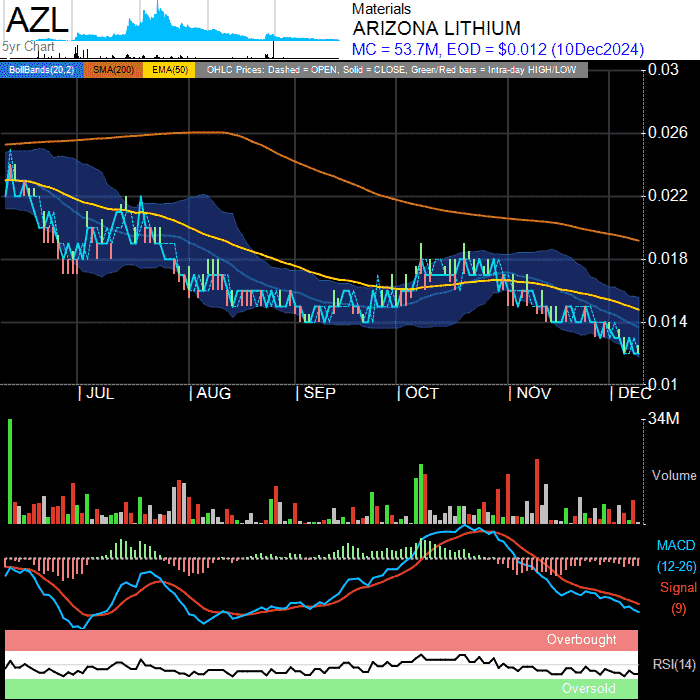 AZL
5yr Chart
Materials
ARIZONA LITHIUM
MC = 53.7M, EOD = $0.012 (10Dec2024)
BollBands(20,2) SMA(200) EMA(50) OHLC Prices: Dashed = OPEN, Solid = CLOSE, Green/Red bars = Intra-day HIGH/LOW
0.03
0.026
0.022
0.018
0.014
0.01
| JUL | AUG | SEP | OCT | NOV | DEC
34M
Volume
MACD
(12-26)
Signal
(9)
Overbought
RSI(14)
Oversold